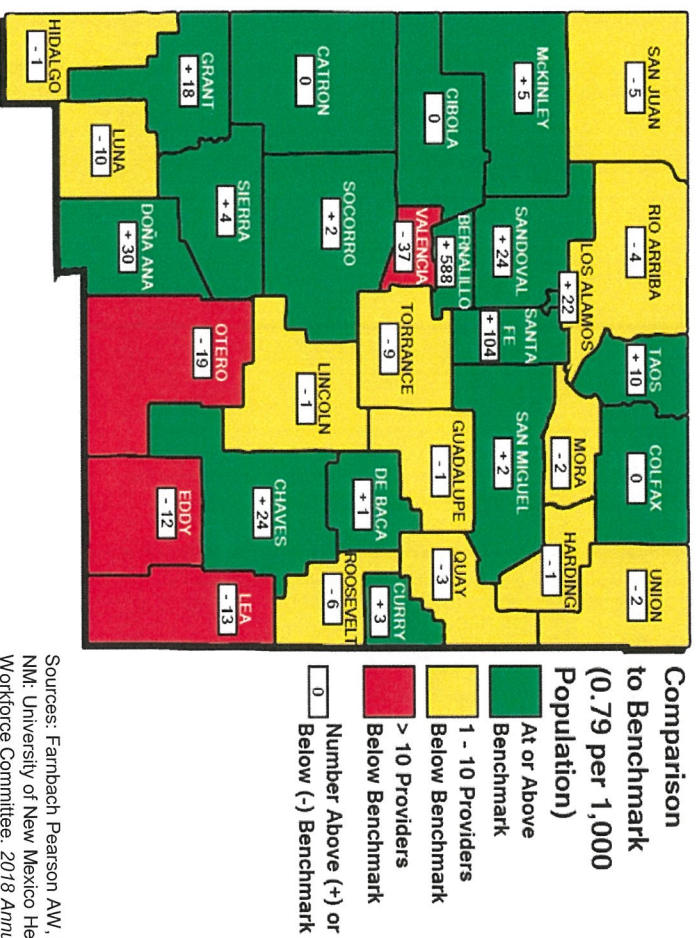 SAN JUAN
- 5
RIO ARRIBA
- 4
TAOS
+ 10
COLFAX
0
UNION
- 2
McKINLEY
+ 5
SANDOVAL
+ 24
LOS ALAMOS
+ 22
SANTA
FE
+ 104
MORA
- 2
HARDING
- 1
SAN MIGUEL
+ 2
CIBOLA
0
BERNALILLO
+ 588
VALENCIA
- 37
TORRANCE
- 9
GUADALUPE
- 1
QUAY
- 3
CATRON
0
SOCORRO
+ 2
LINCOLN
- 1
DE BACA
+ 1
CURRY
+ 3
ROOSEVELT
- 6
GRANT
+ 18
SIERRA
+ 4
CHAVES
+ 24
HIDALGO
- 1
LUNA
- 10
DOÑA ANA
+ 30
OTERO
- 19
EDDY
- 12
LEA
- 13
Comparison
to Benchmark
(0.79 per 1,000
Population)
At or Above
Benchmark
1 - 10 Providers
Below Benchmark
> 10 Providers
Below Benchmark
0
Number Above (+) or
Below (-) Benchmark
Sources: Farnbach Pearson AW,
NM: University of New Mexico He
Workforce Committee. 2018 Annu